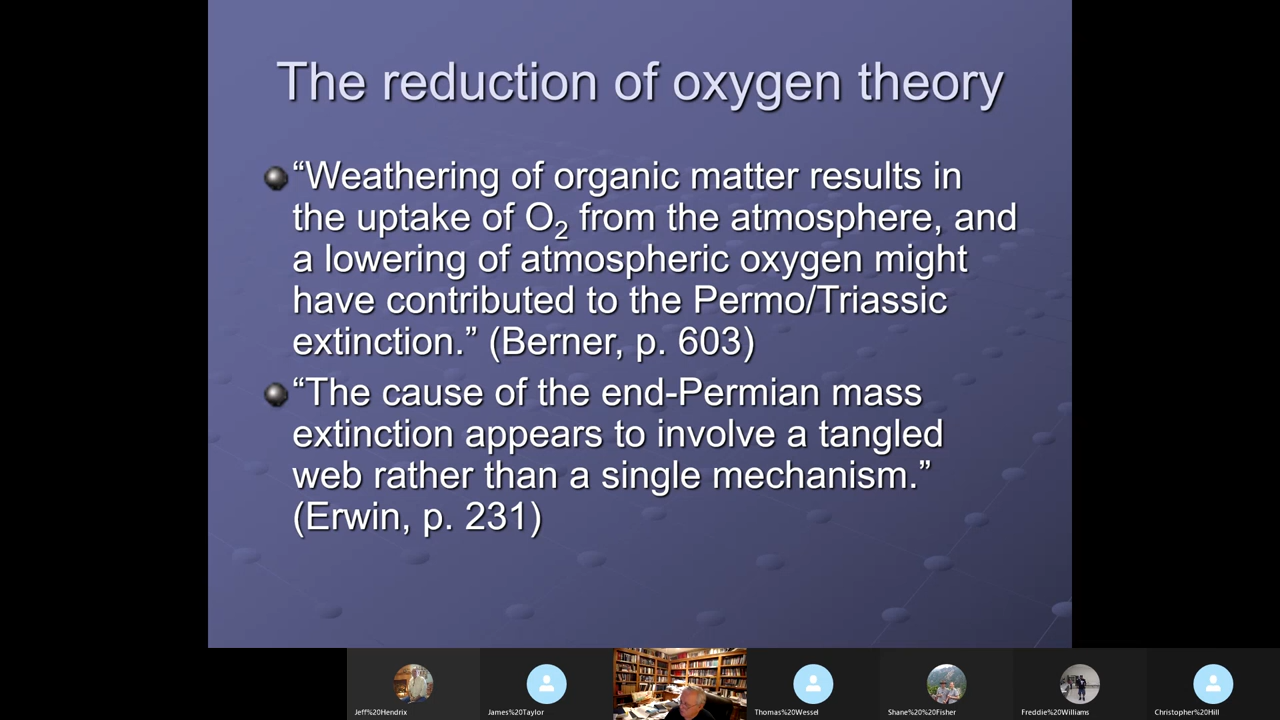 The reduction of oxygen theory
“Weathering of organic matter results in
the uptake of O₂ from the atmosphere, and
a lowering of atmospheric oxygen might
have contributed to the Permo/Triassic
extinction.” (Berner, p. 603)
“The cause of the end-Permian mass
extinction appears to involve a tangled
web rather than a single mechanism.”
(Erwin, p. 231)
Jeff%20Hendrix
James%20Taylor
Thomas%20Wessel
Shane%20%20Fisher
Freddie%20Williams
Christopher%20Hill